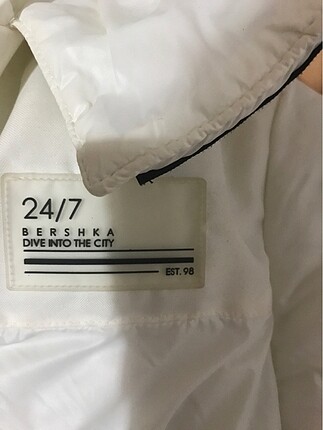 24/7
BERSHKA
DIVE INTO THE CITY
EST. 98